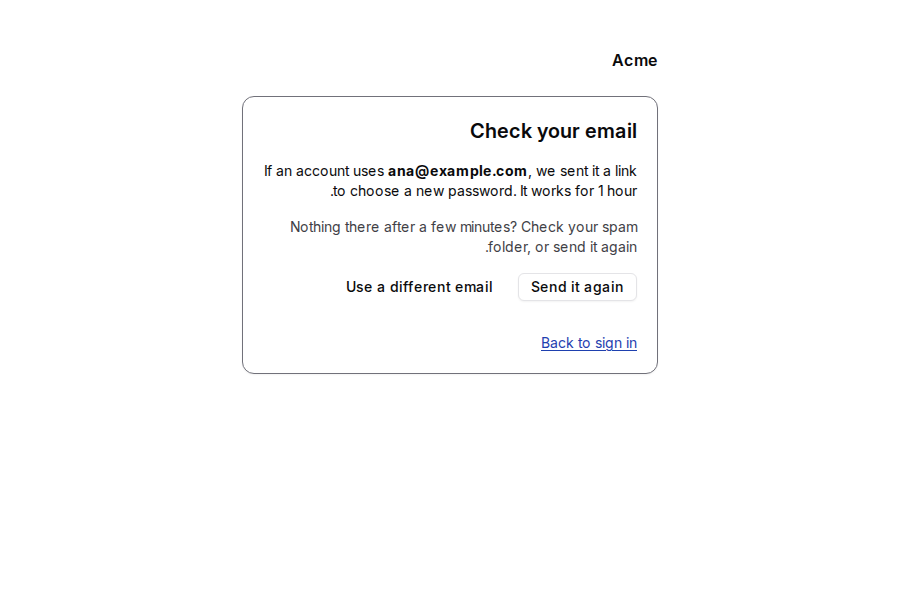 Acme
Check your email
If an account uses ana@example.com, we sent it a link
.to choose a new password. It works for 1 hour
Nothing there after a few minutes? Check your spam
.folder, or send it again
Send it again
Use a different email
Back to sign in